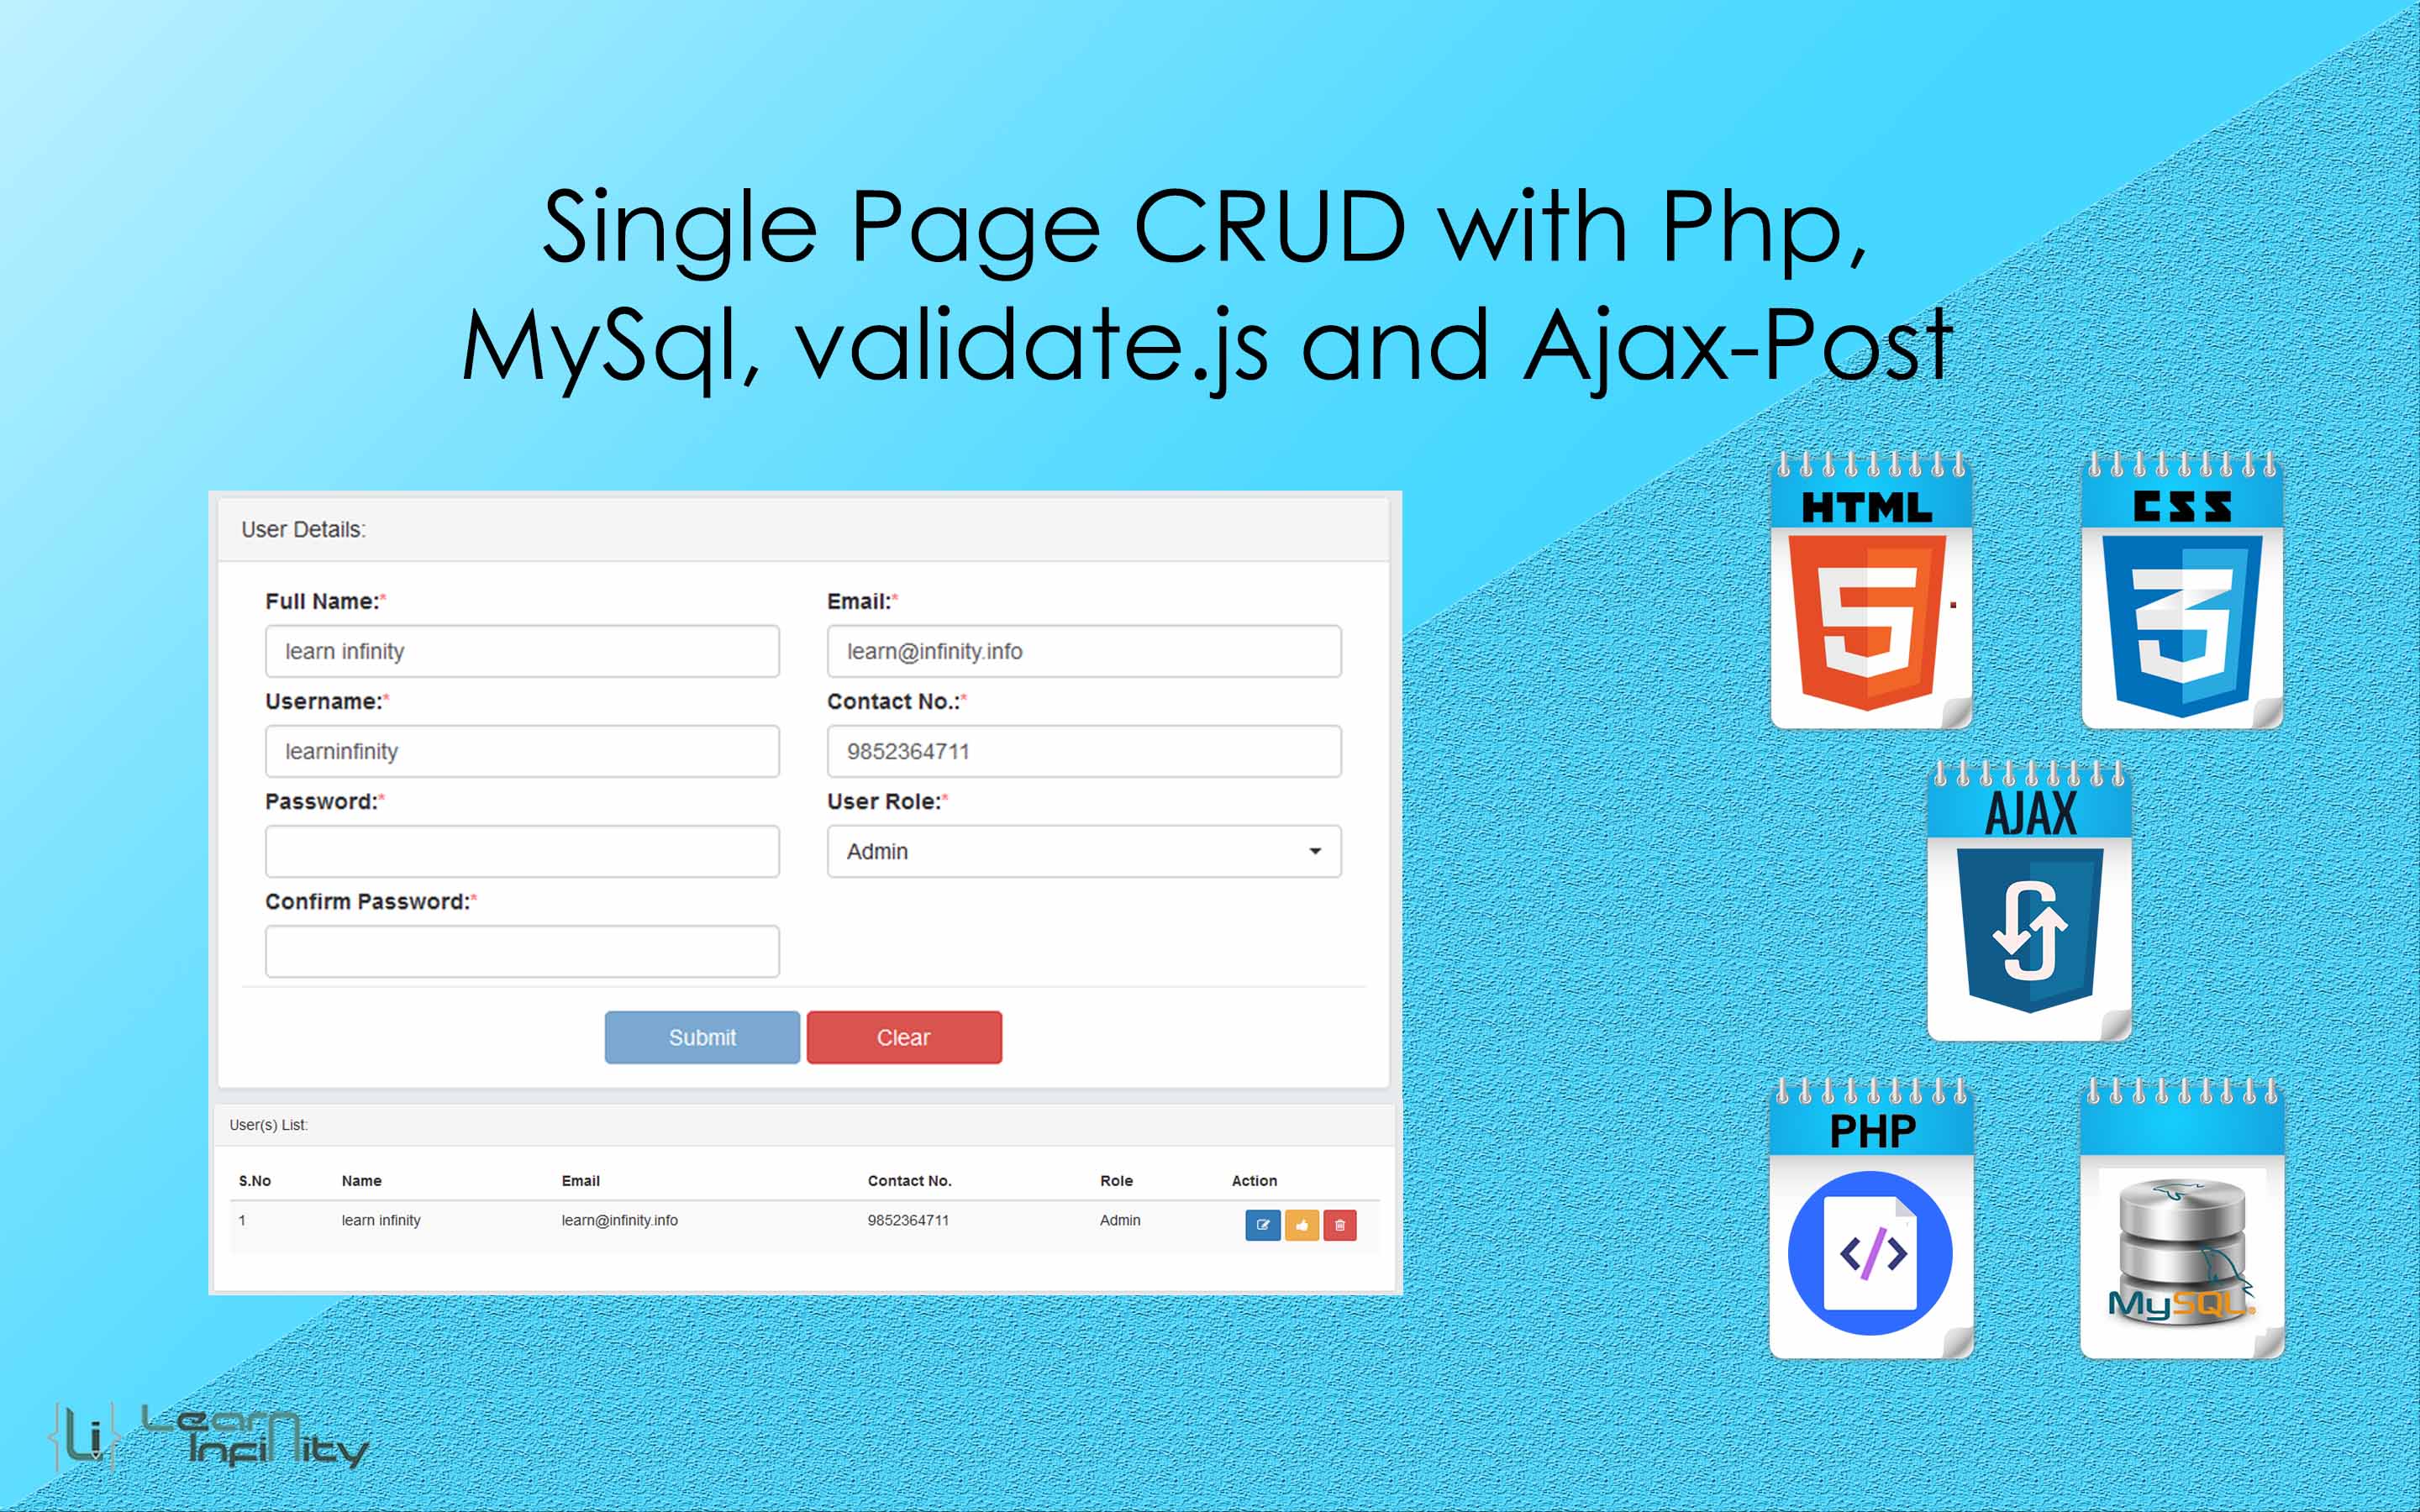 Single Page CRUD with Php,
MySql, validate.js and Ajax-Post
HTML
CSS
User Details:
Full Name:* Email:*
learn infinity learn@infinity.info
Username:* Contact No.:*
learninfinity 9852364711
Password:* User Role:*
Admin
Confirm Password:*
AJAX
Submit Clear
User(s) List:
S.No Name Email Contact No. Role Action
1 learn infinity learn@infinity.info 9852364711 Admin
PHP
</>
MySQL®
{Li} Learn
Infinity